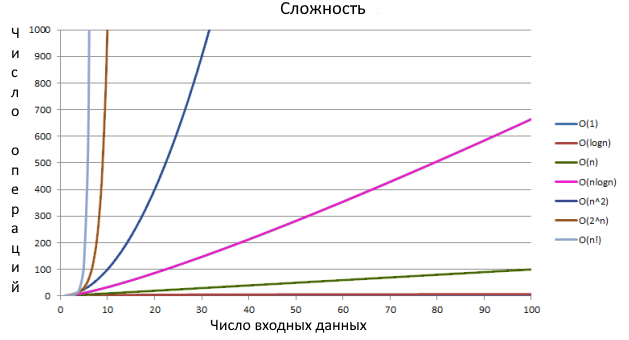 Сложность
Число операций
1000
900
800
700
600
500
400
300
200
100
0
0 10 20 30 40 50 60 70 80 90 100
Число входных данных
O(1)
O(logn)
O(n)
O(nlogn)
O(n^2)
O(2^n)
O(n!)